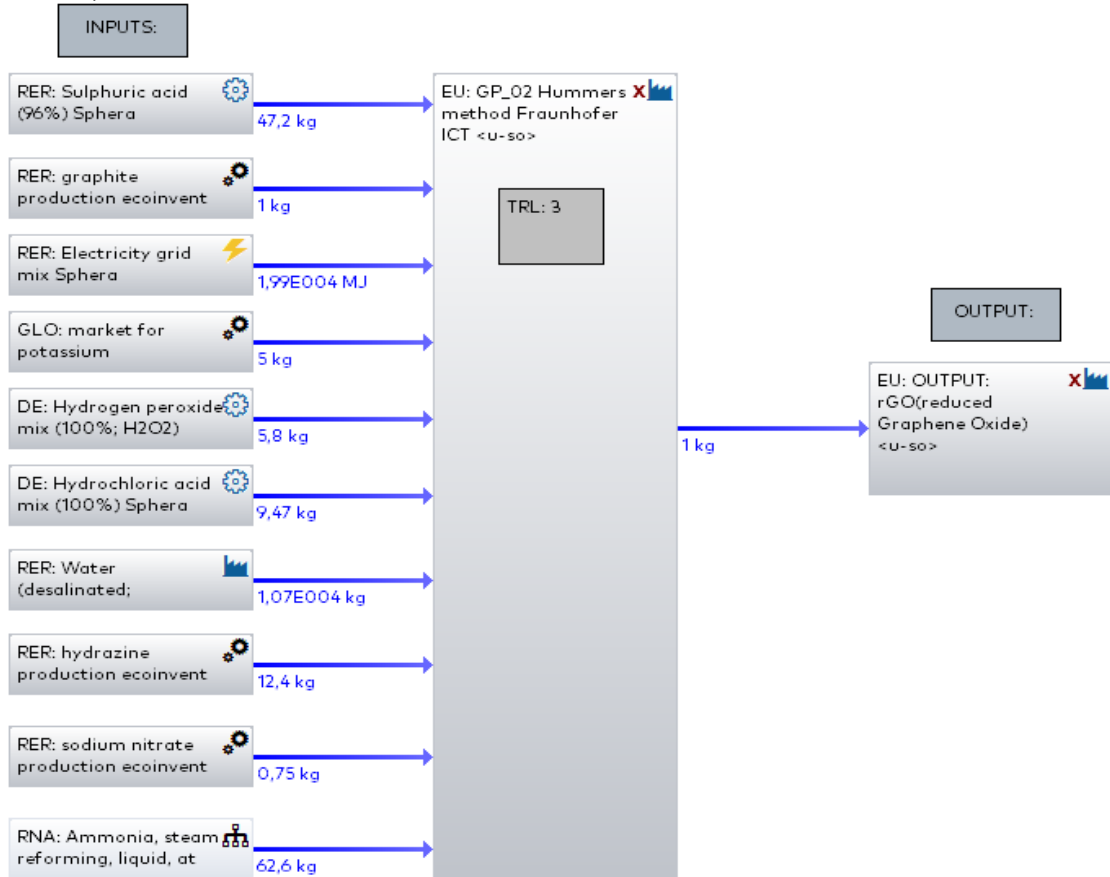 INPUTS:
RER: Sulphuric acid
(96%) Sphera
47,2 kg
RER: graphite
production ecoinvent
1 kg
RER: Electricity grid
mix Sphera
1,99E004 MJ
GLO: market for
potassium
5 kg
DE: Hydrogen peroxide
mix (100%; H2O2)
5,8 kg
DE: Hydrochloric acid
mix (100%) Sphera
9,47 kg
RER: Water
(desalinated;
1,07E004 kg
RER: hydrazine
production ecoinvent
12,4 kg
RER: sodium nitrate
production ecoinvent
0,75 kg
RNA: Ammonia, steam
reforming, liquid, at
62,6 kg
EU: GP_02 Hummers
method Fraunhofer
ICT <u-so>
TRL: 3
1 kg
OUTPUT:
EU: OUTPUT:
rGO(reduced
Graphene Oxide)
<u-so>